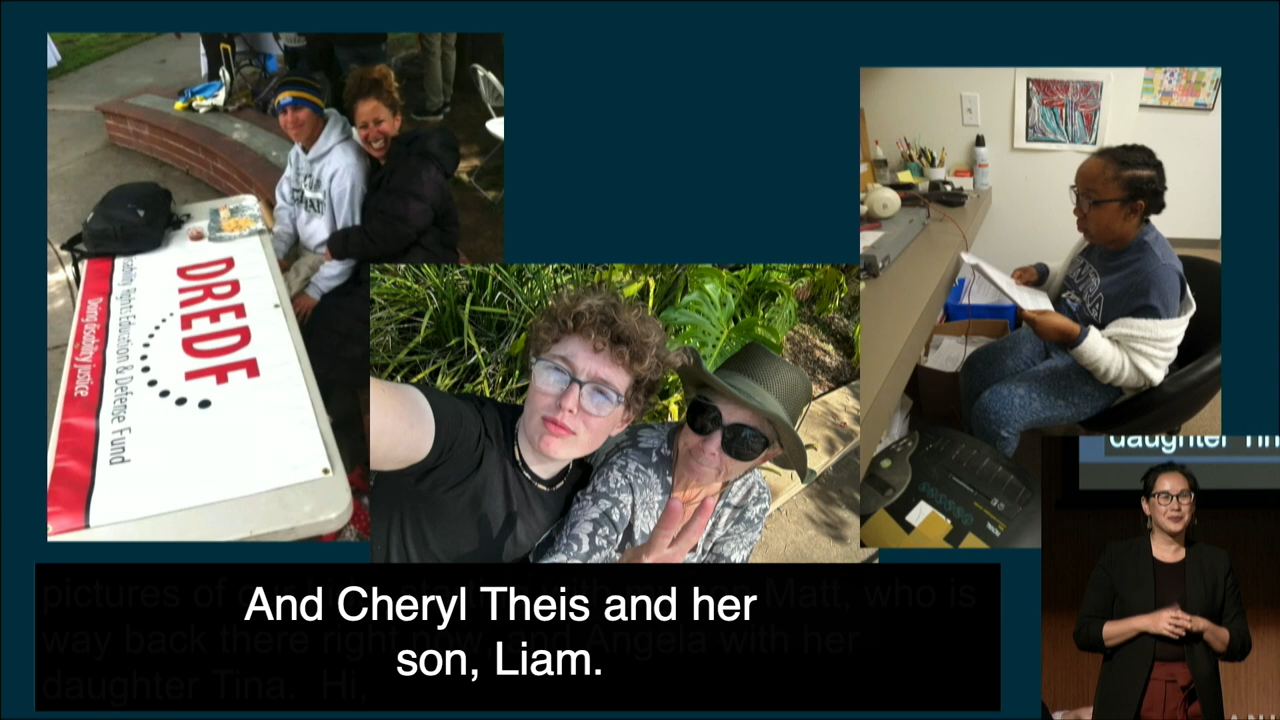 DREDF
Disability Rights Education & Defense Fund
Doing disability justice
daughter Tin
And Cheryl Theis and her
son, Liam.
pictures of
Matt, who is
way back there right now, and Angela with her
daughter Tina. Hi,